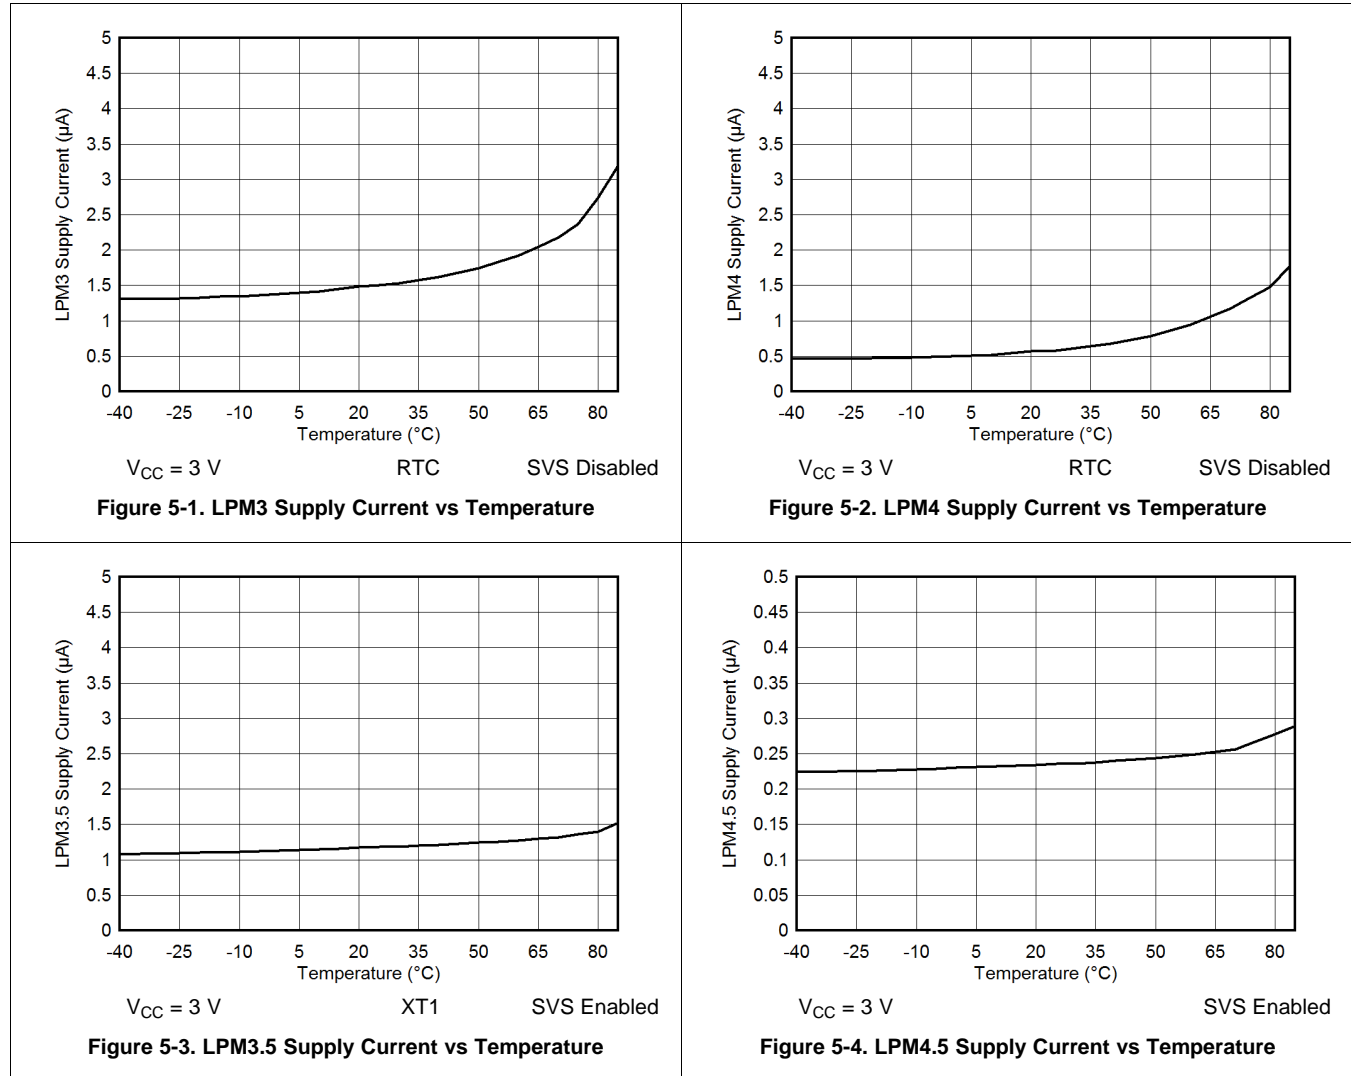 5
4.5
4
3.5
3
2.5
2
1.5
1
0.5
0
LPM3 Supply Current (µA)
-40 -25 -10 5 20 35 50 65 80
Temperature (°C)
V_CC = 3 V RTC SVS Disabled
Figure 5-1. LPM3 Supply Current vs Temperature
5
4.5
4
3.5
3
2.5
2
1.5
1
0.5
0
LPM4 Supply Current (µA)
-40 -25 -10 5 20 35 50 65 80
Temperature (°C)
V_CC = 3 V RTC SVS Disabled
Figure 5-2. LPM4 Supply Current vs Temperature
5
4.5
4
3.5
3
2.5
2
1.5
1
0.5
0
LPM3.5 Supply Current (µA)
-40 -25 -10 5 20 35 50 65 80
Temperature (°C)
V_CC = 3 V XT1 SVS Enabled
Figure 5-3. LPM3.5 Supply Current vs Temperature
0.5
0.45
0.4
0.35
0.3
0.25
0.2
0.15
0.1
0.05
0
LPM4.5 Supply Current (µA)
-40 -25 -10 5 20 35 50 65 80
Temperature (°C)
V_CC = 3 V SVS Enabled
Figure 5-4. LPM4.5 Supply Current vs Temperature